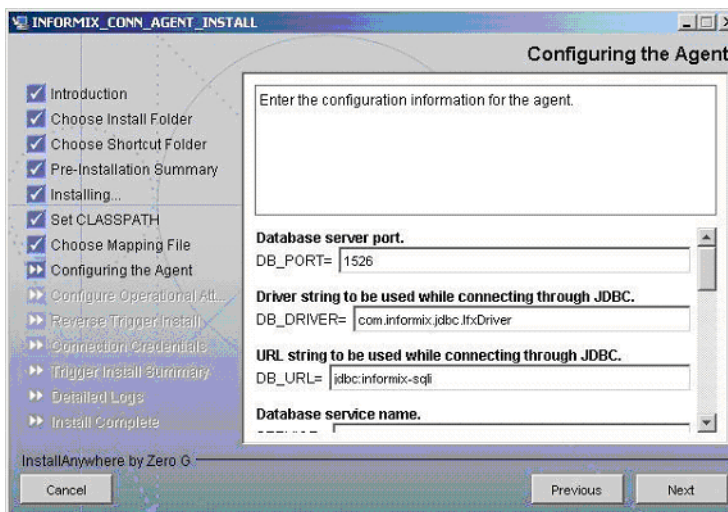 INFORMIX_CONN_AGENT_INSTALL
Configuring the Agent
Introduction
Choose Install Folder
Choose Shortcut Folder
Pre-Installation Summary
Installing...
Set CLASSPATH
Choose Mapping File
Configuring the Agent
Configure Operational Att...
Reverse Trigger Install
Connection Credentials
Trigger Install Summary
Detailed Logs
Install Complete
Enter the configuration information for the agent.
Database server port.
DB_PORT= 1526
Driver string to be used while connecting through JDBC.
DB_DRIVER= com.informix.jdbc.IfxDriver
URL string to be used while connecting through JDBC.
DB_URL= jdbc:informix-sqli
Database service name.
InstallAnywhere by Zero G
Cancel
Previous
Next